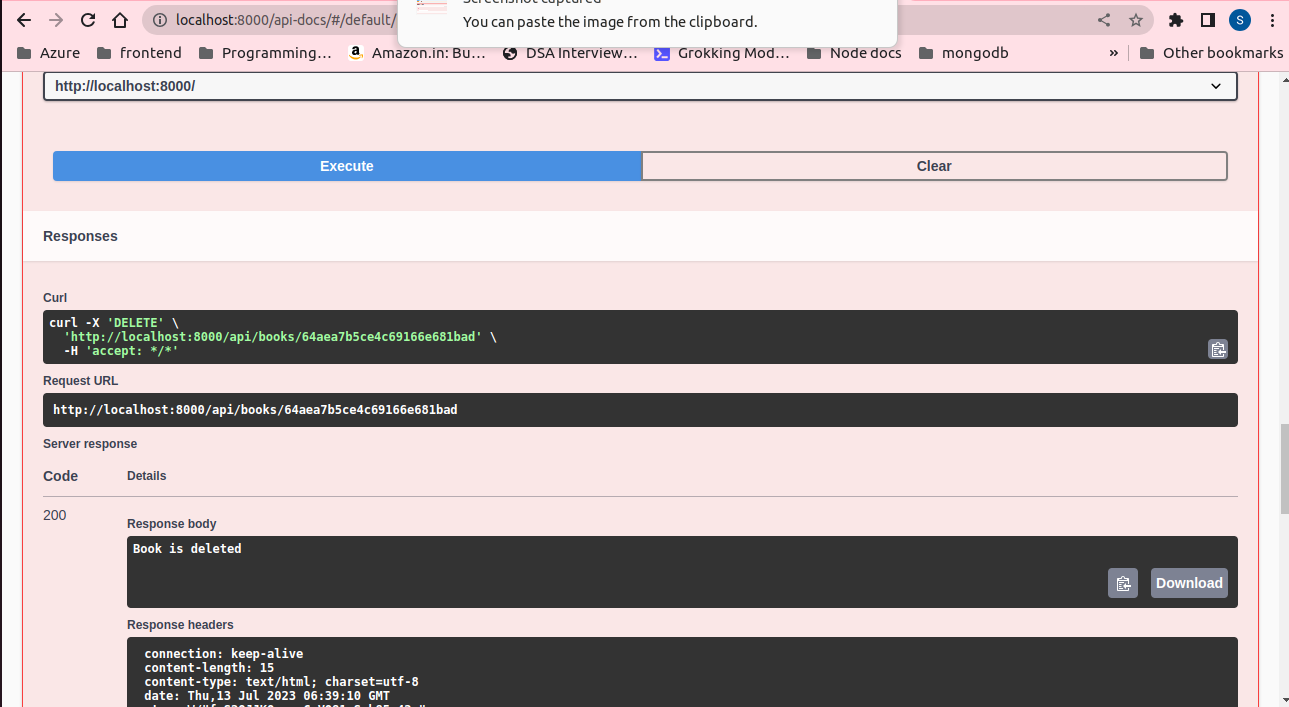 Screenshot captured
You can paste the image from the clipboard.
localhost:8000/api-docs/#/default/
S
Azure
frontend
Programming…
Amazon.in: Bu…
DSA Interview…
Grokking Mod…
Node docs
mongodb
»
Other bookmarks
http://localhost:8000/
Execute
Clear
Responses
Curl
curl -X 'DELETE' \
'http://localhost:8000/api/books/64aea7b5ce4c69166e681bad' \
-H 'accept: */*'
Request URL
http://localhost:8000/api/books/64aea7b5ce4c69166e681bad
Server response
Code
Details
200
Response body
Book is deleted
Download
Response headers
connection: keep-alive
content-length: 15
content-type: text/html; charset=utf-8
date: Thu,13 Jul 2023 06:39:10 GMT